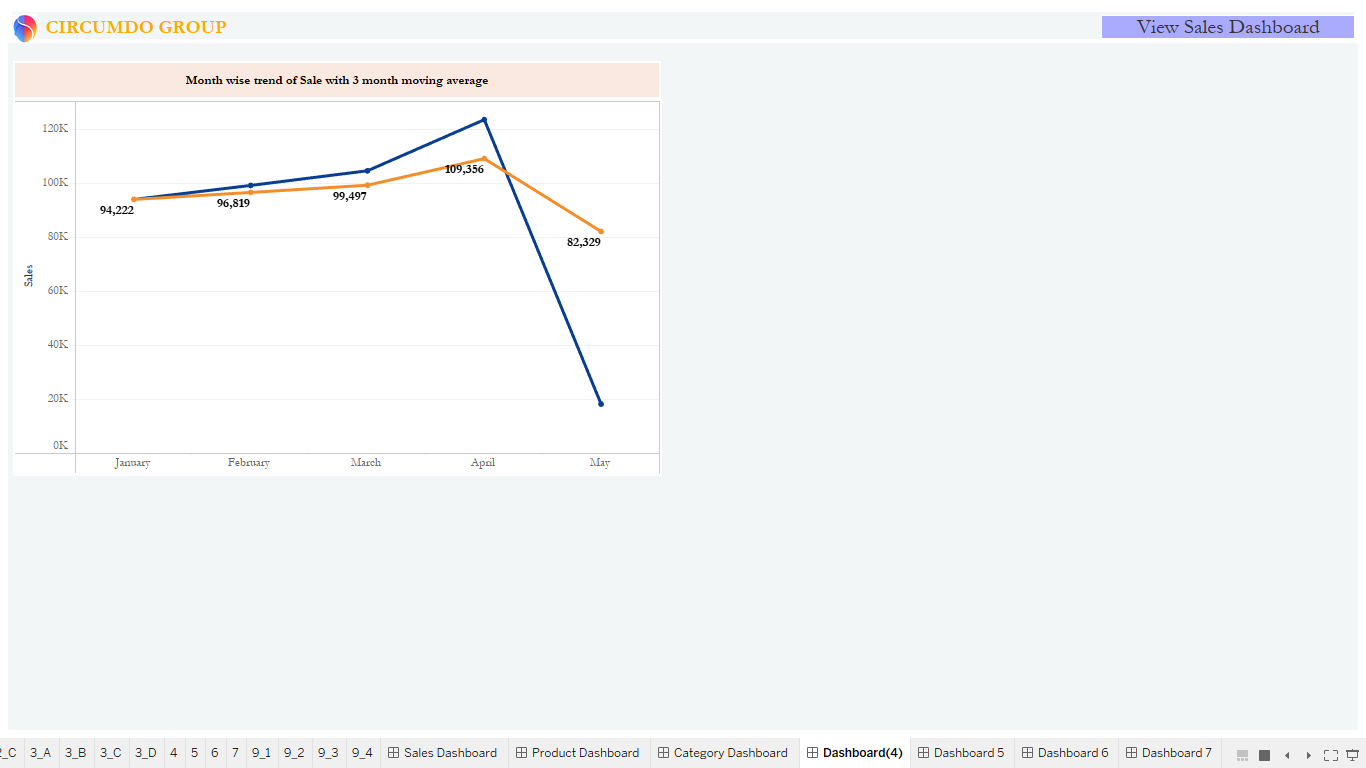 CIRCUMDO GROUP
View Sales Dashboard
Month wise trend of Sale with 3 month moving average
Sales
120K
100K
80K
60K
40K
20K
0K
94,222
96,819
99,497
109,356
82,329
January February March April May
2_C 3_A 3_B 3_C 3_D 4 5 6 7 9_1 9_2 9_3 9_4 Sales Dashboard Product Dashboard Category Dashboard Dashboard(4) Dashboard 5 Dashboard 6 Dashboard 7